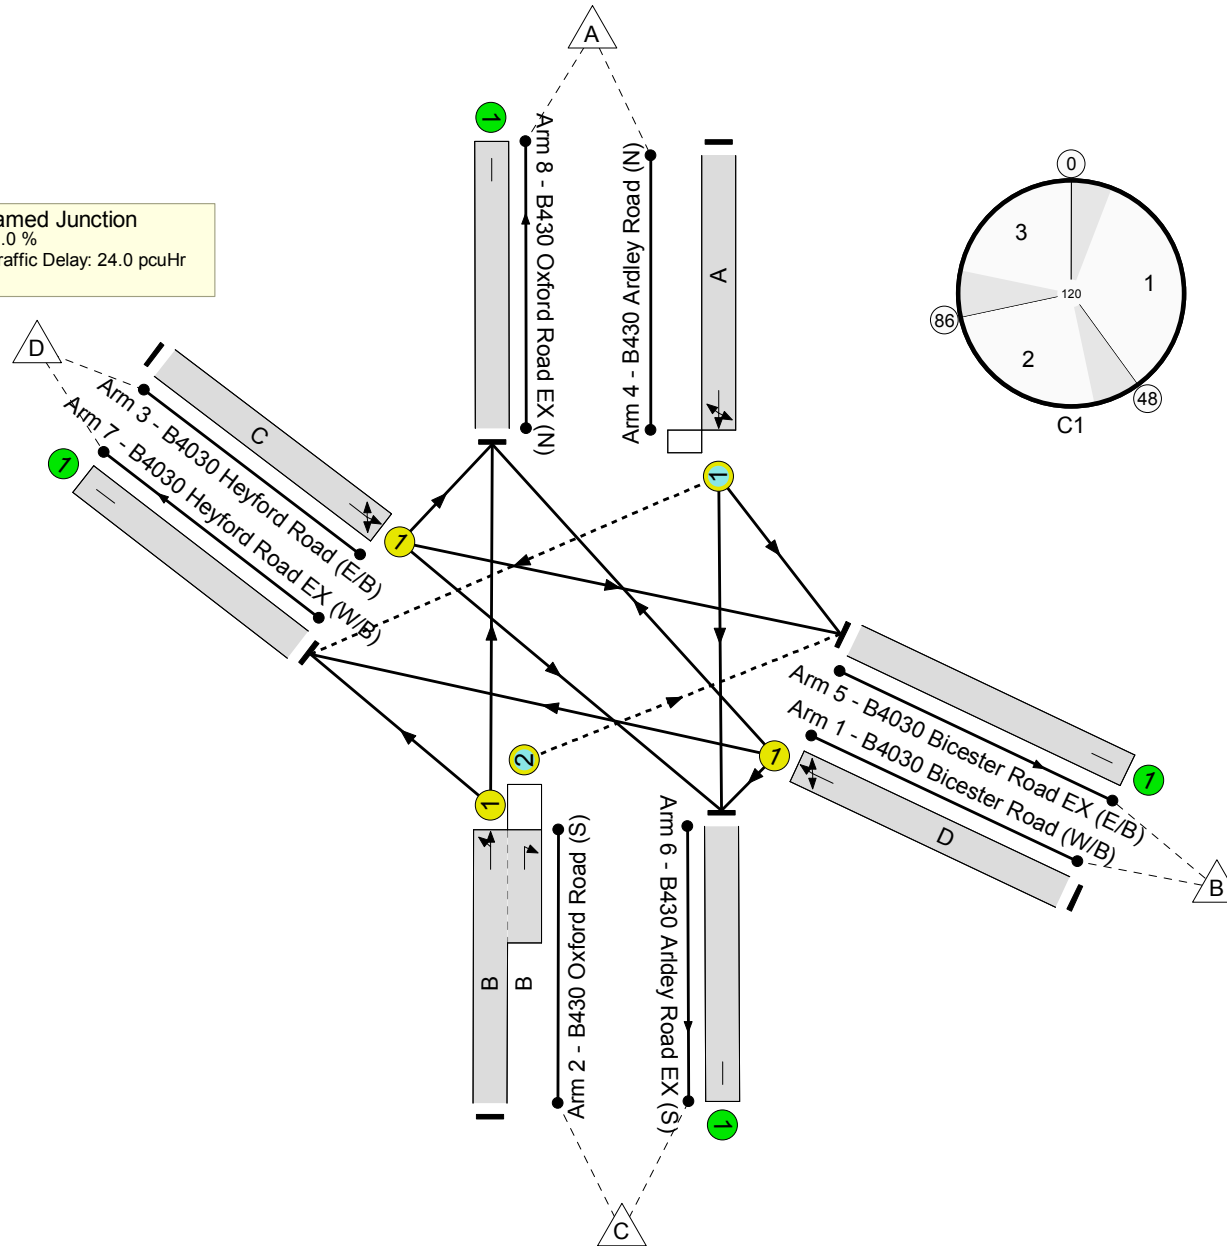 A
1
Arm 8 - B430 Oxford Road EX (N)
Arm 4 - B430 Ardley Road (N)
A
1
amed Junction
.0 %
raffic Delay: 24.0 pcuHr
0
3
1
120
86
2
48
C1
D
Arm 3 - B4030 Heyford Road (E/B)
C
1
Arm 7 - B4030 Heyford Road EX (W/B)
1
Arm 5 - B4030 Bicester Road EX (E/B)
1
Arm 1 - B4030 Bicester Road (W/B)
D
1
B
2
1
B
B
Arm 2 - B430 Oxford Road (S)
Arm 6 - B430 Arldey Road EX (S)
1
C